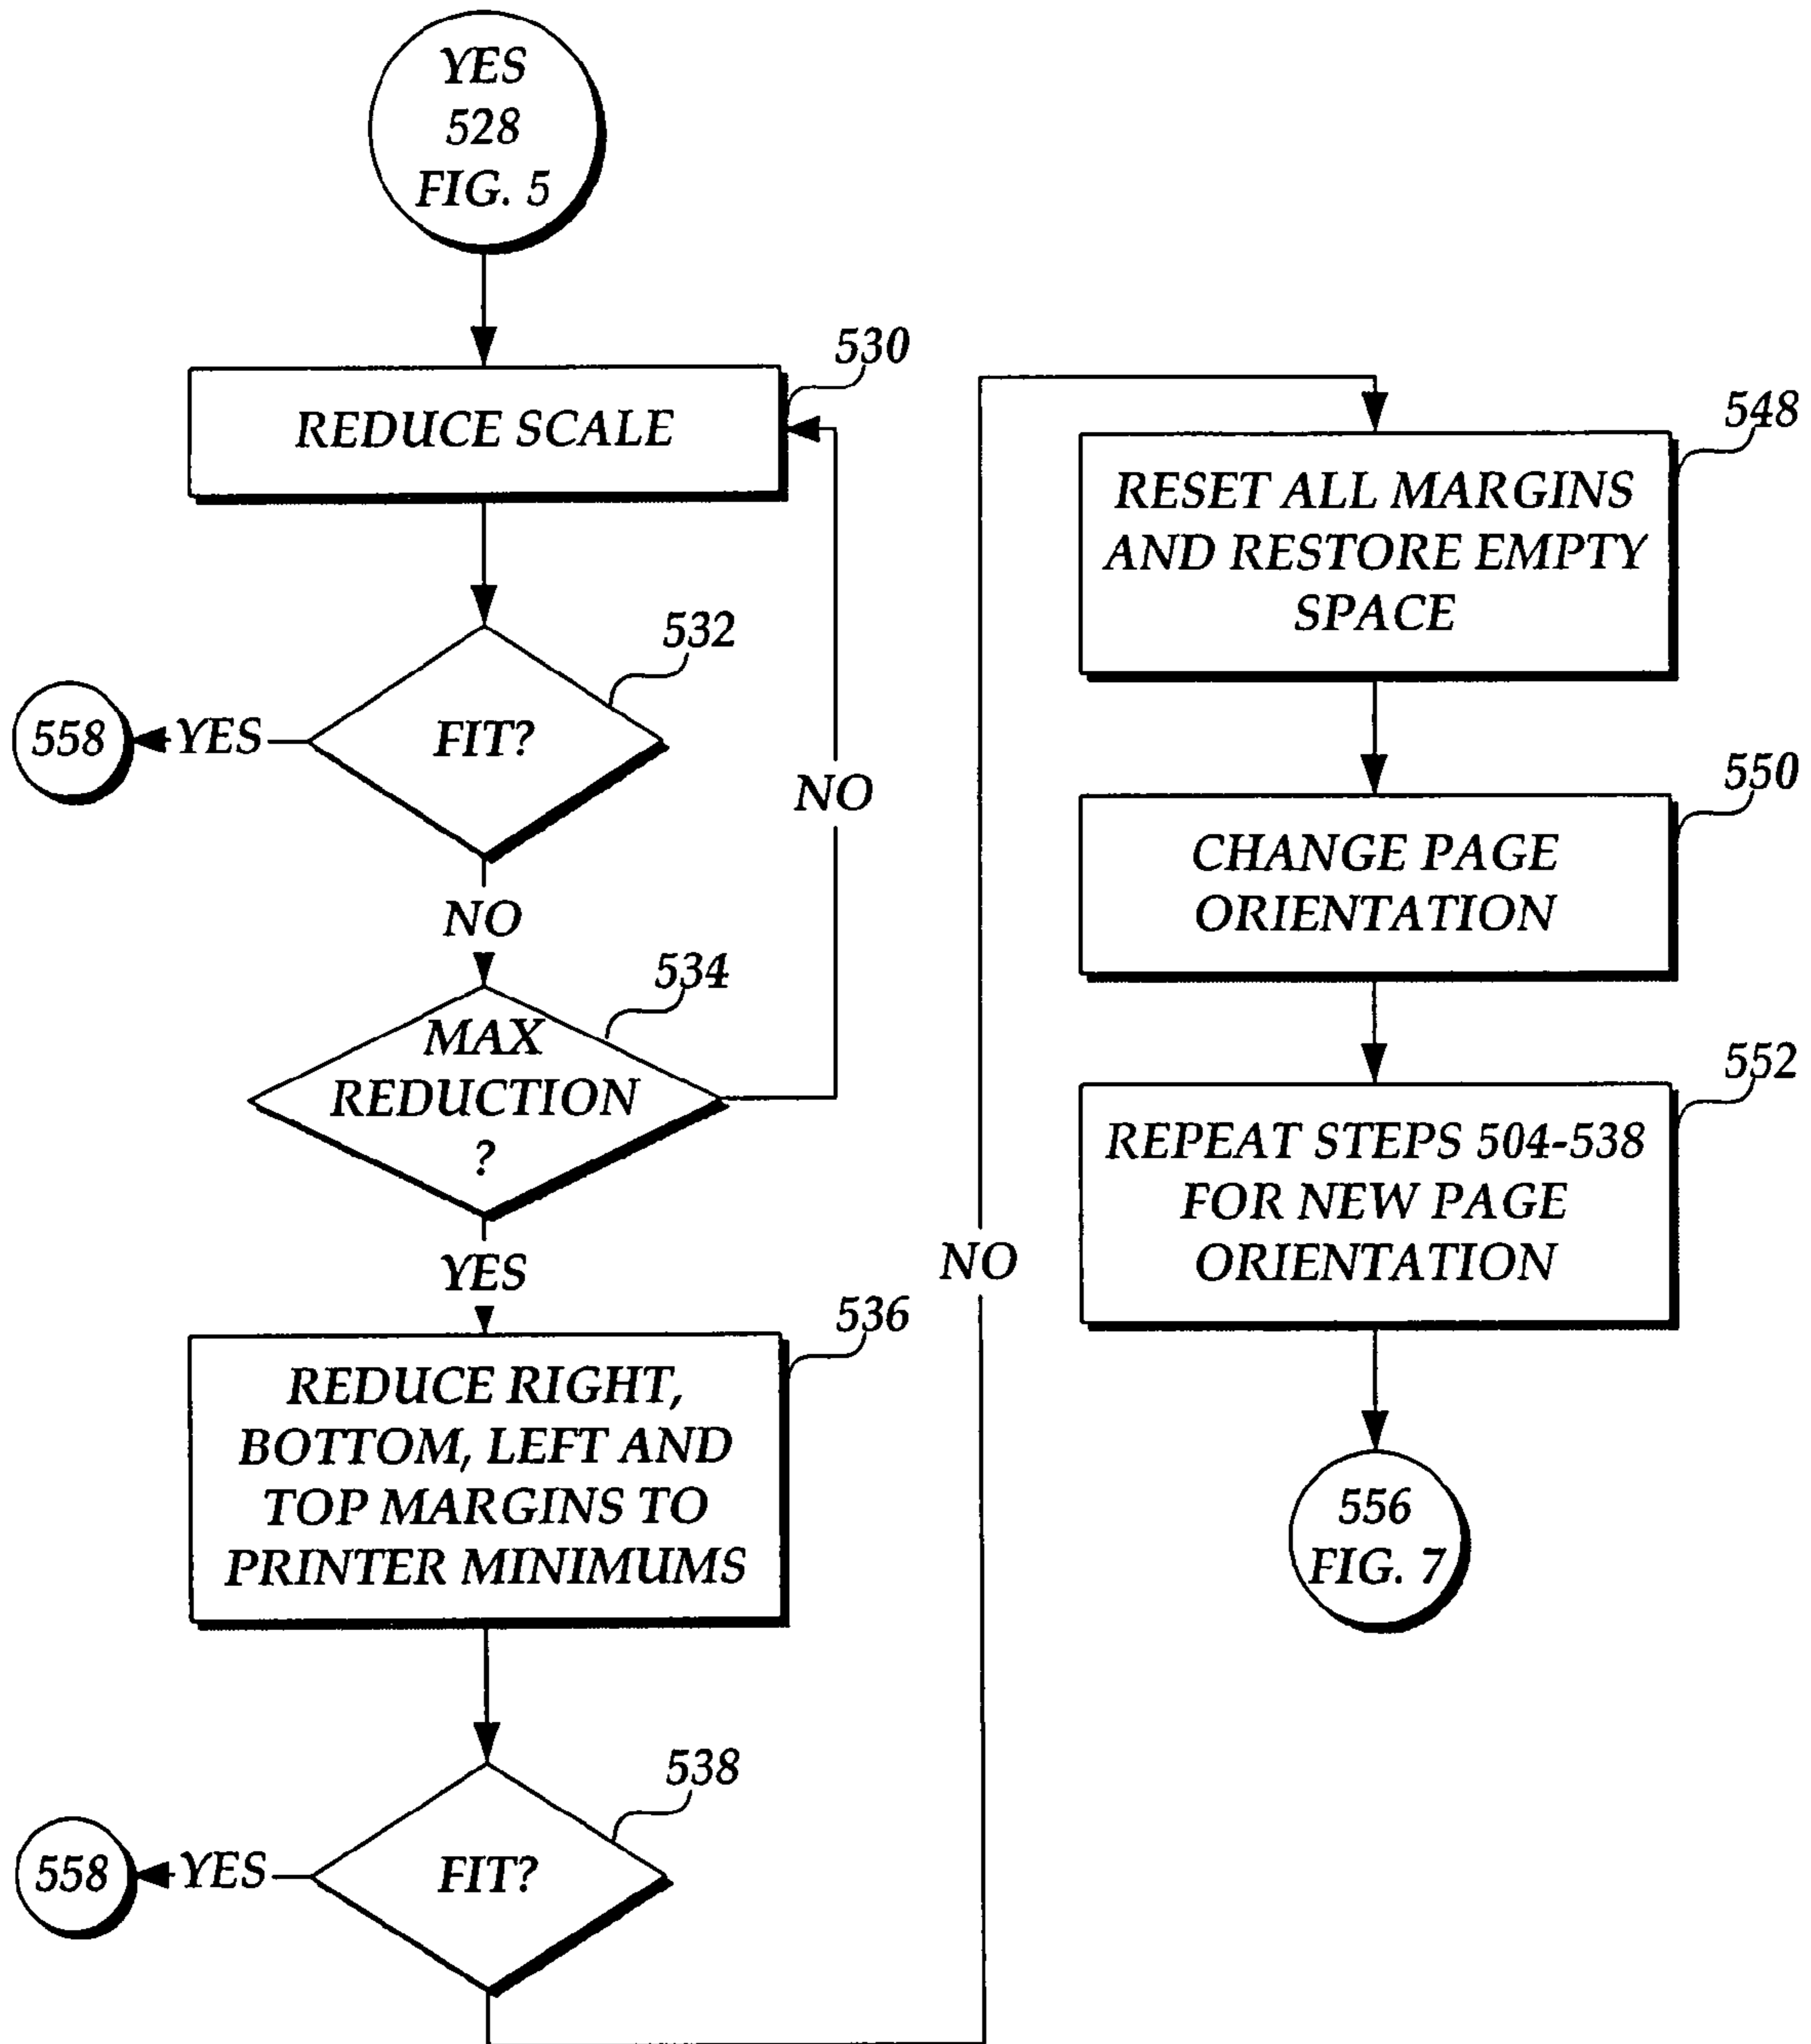 YES
528
FIG. 5
530
REDUCE SCALE
532
FIT?
YES
558
NO
NO
534
MAX
REDUCTION
?
YES
536
REDUCE RIGHT,
BOTTOM, LEFT AND
TOP MARGINS TO
PRINTER MINIMUMS
538
FIT?
YES
558
NO
548
RESET ALL MARGINS
AND RESTORE EMPTY
SPACE
550
CHANGE PAGE
ORIENTATION
552
REPEAT STEPS 504-538
FOR NEW PAGE
ORIENTATION
556
FIG. 7